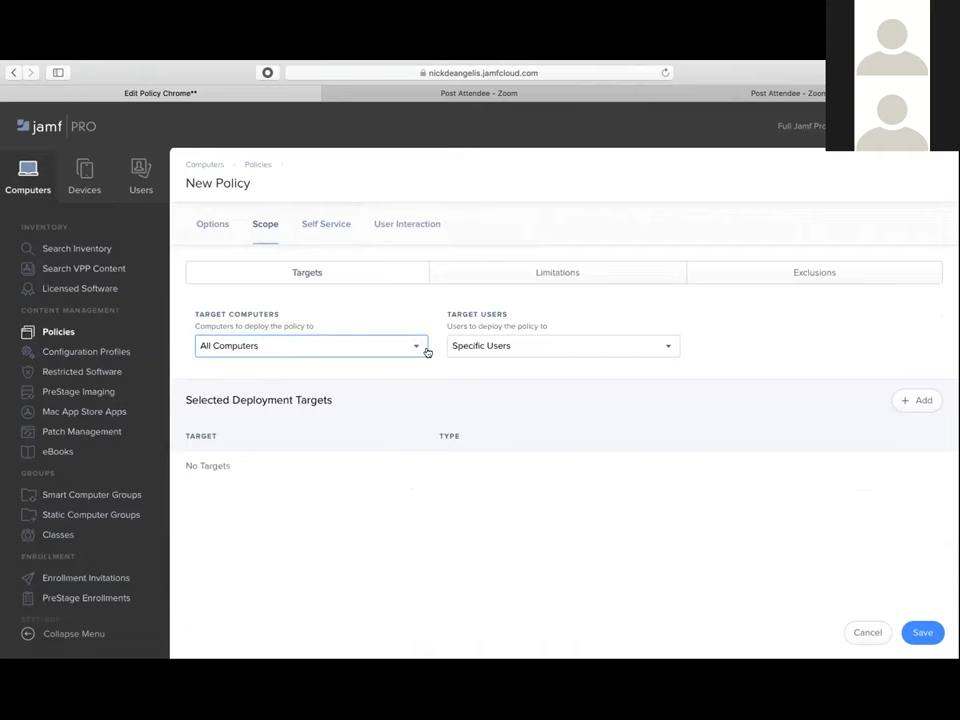 nickdeangelis.jamfcloud.com
Edit Policy Chrome** Post Attendee - Zoom Post Attendee - Zoom
jamf PRO
Full Jamf Pro
Computers Devices Users
INVENTORY
Search Inventory
Search VPP Content
Licensed Software
CONTENT MANAGEMENT
Policies
Configuration Profiles
Restricted Software
PreStage Imaging
Mac App Store Apps
Patch Management
eBooks
GROUPS
Smart Computer Groups
Static Computer Groups
Classes
ENROLLMENT
Enrollment Invitations
PreStage Enrollments
SETTINGS
Collapse Menu
Computers Policies
New Policy
Options Scope Self Service User Interaction
Targets Limitations Exclusions
TARGET COMPUTERS TARGET USERS
Computers to deploy the policy to Users to deploy the policy to
All Computers Specific Users
Selected Deployment Targets + Add
TARGET TYPE
No Targets
Cancel Save